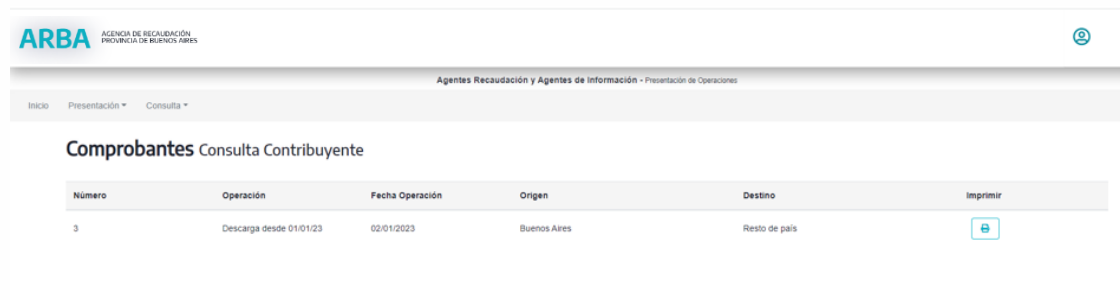 ARBA AGENCIA DE RECAUDACIÓN
PROVINCIA DE BUENOS AIRES
Agentes Recaudación y Agentes de Información - Presentación de Operaciones
Inicio Presentación Consulta
Comprobantes Consulta Contribuyente
Número Operación Fecha Operación Origen Destino Imprimir
3 Descarga desde 01/01/23 02/01/2023 Buenos Aires Resto de país